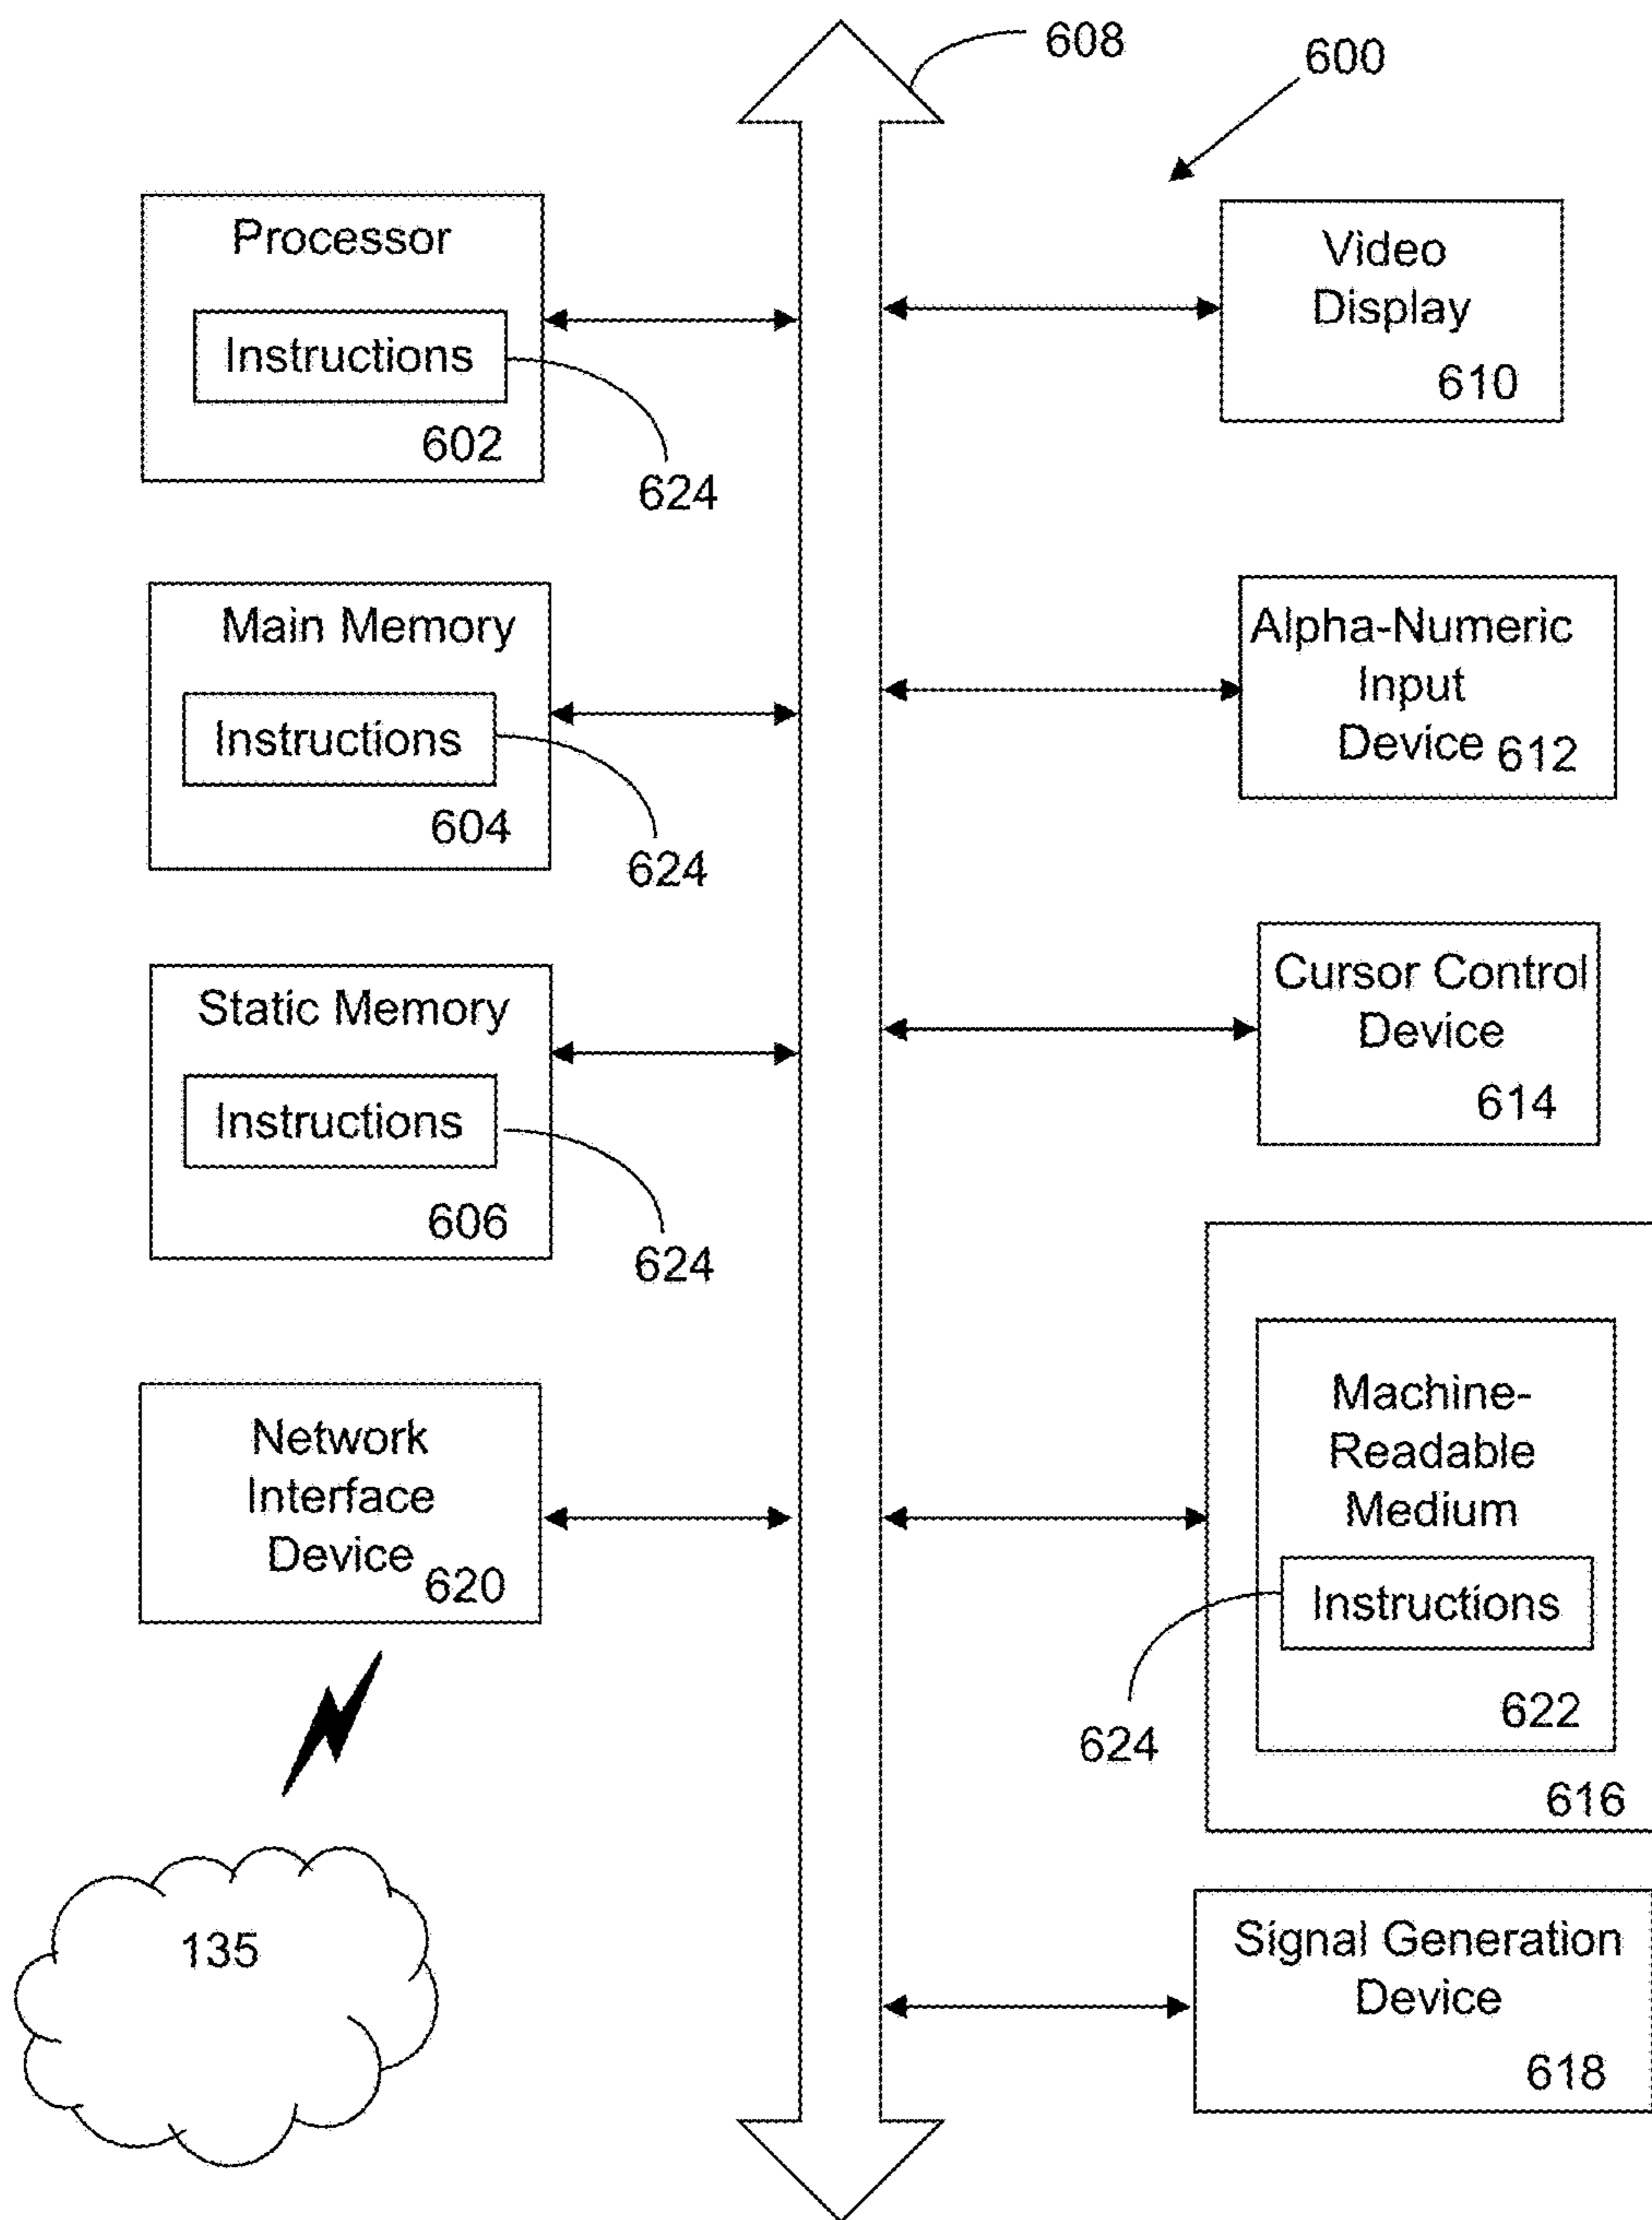 608
600
Processor
Instructions
602
624
Video
Display
610
Main Memory
Instructions
604
624
Alpha-Numeric
Input
Device 612
Static Memory
Instructions
606
624
Cursor Control
Device
614
Network
Interface
Device 620
Machine-
Readable
Medium
Instructions
622
624
616
135
Signal Generation
Device
618